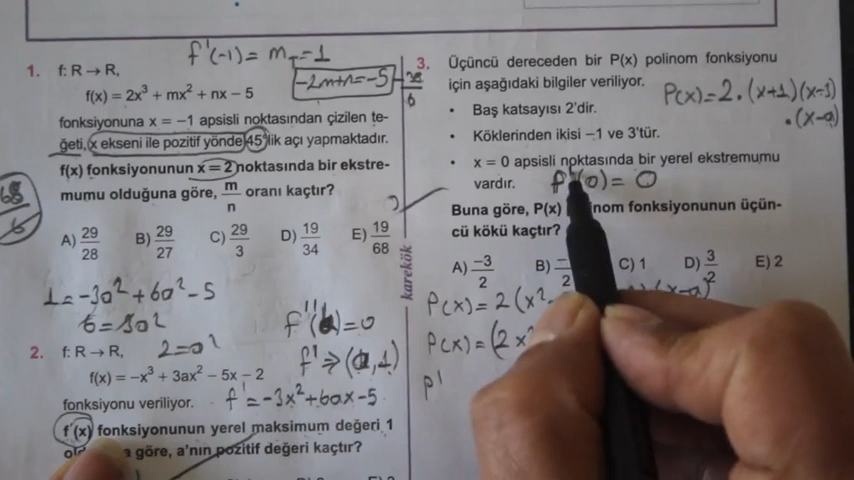 f'(-1) = m_T = 1
1. f: R → R,
-2m+n = -5
f(x) = 2x³ + mx² + nx – 5
fonksiyonuna x = –1 apsisli noktasından çizilen te-
ğeti, x ekseni ile pozitif yönde 45°lik açı yapmaktadır.
f(x) fonksiyonunun x = 2 noktasında bir ekstre-
mumu olduğuna göre, m/n oranı kaçtır?
68/6
A) 29/28 B) 29/27 C) 29/3 D) 19/34 E) 19/68
1 = -3a² + 6a² - 5
6 = 3a²
2 = a²
f''(a) = 0
f' ⇒ (a, 1)
2. f: R → R,
f(x) = –x³ + 3ax² – 5x – 2
fonksiyonu veriliyor.
f' = -3x² + 6ax - 5
f'(x) fonksiyonunun yerel maksimum değeri 1
a göre, a'nın pozitif değeri kaçtır?
karekök
3. Üçüncü dereceden bir P(x) polinom fonksiyonu
için aşağıdaki bilgiler veriliyor.
P(x) = 2.(x+1)(x-3)
.(x-a)
• Baş katsayısı 2'dir.
• Köklerinden ikisi –1 ve 3'tür.
• x = 0 apsisli noktasında bir yerel ekstremumu
vardır.
(0) = 0
Buna göre, P(x) fonksiyonunun üçün-
cü kökü kaçtır?
A) –3/2 B) C) 1 D) 3/2 E) 2
P(x) = 2(x² (x-a)
P(x) = (2x²
P'